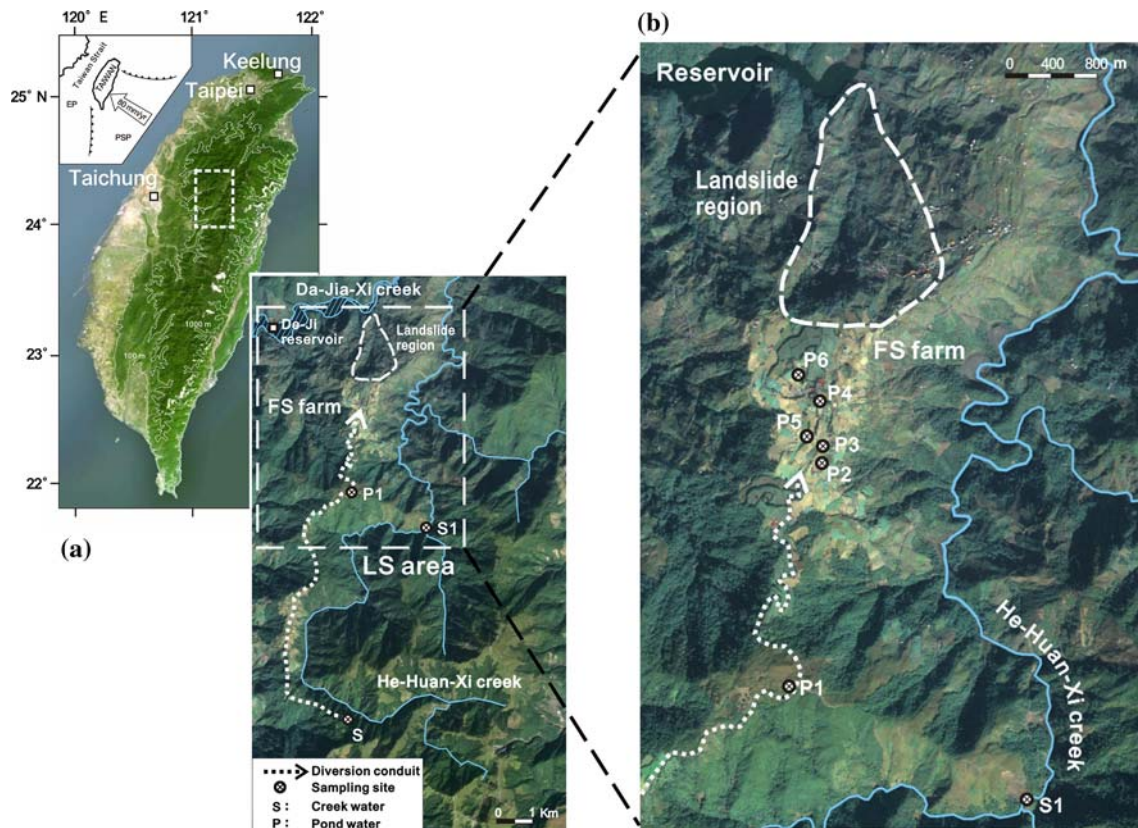 (a)
120° E
121°
122°
25° N
24°
23°
22°
Taiwan Strait
TAIWAN
EP
80 mm/yr
PSP
Keelung
Taipei
Taichung
1000 m
100 m
Da-Jia-Xi creek
De-Ji
reservoir
Landslide
region
FS farm
P1
S1
LS area
He-Huan-Xi creek
S
Diversion conduit
Sampling site
S : Creek water
P : Pond water
0 1 Km
(b)
Reservoir
0 400 800 m
Landslide
region
FS farm
P6
P4
P5
P3
P2
P1
He-Huan-Xi creek
S1